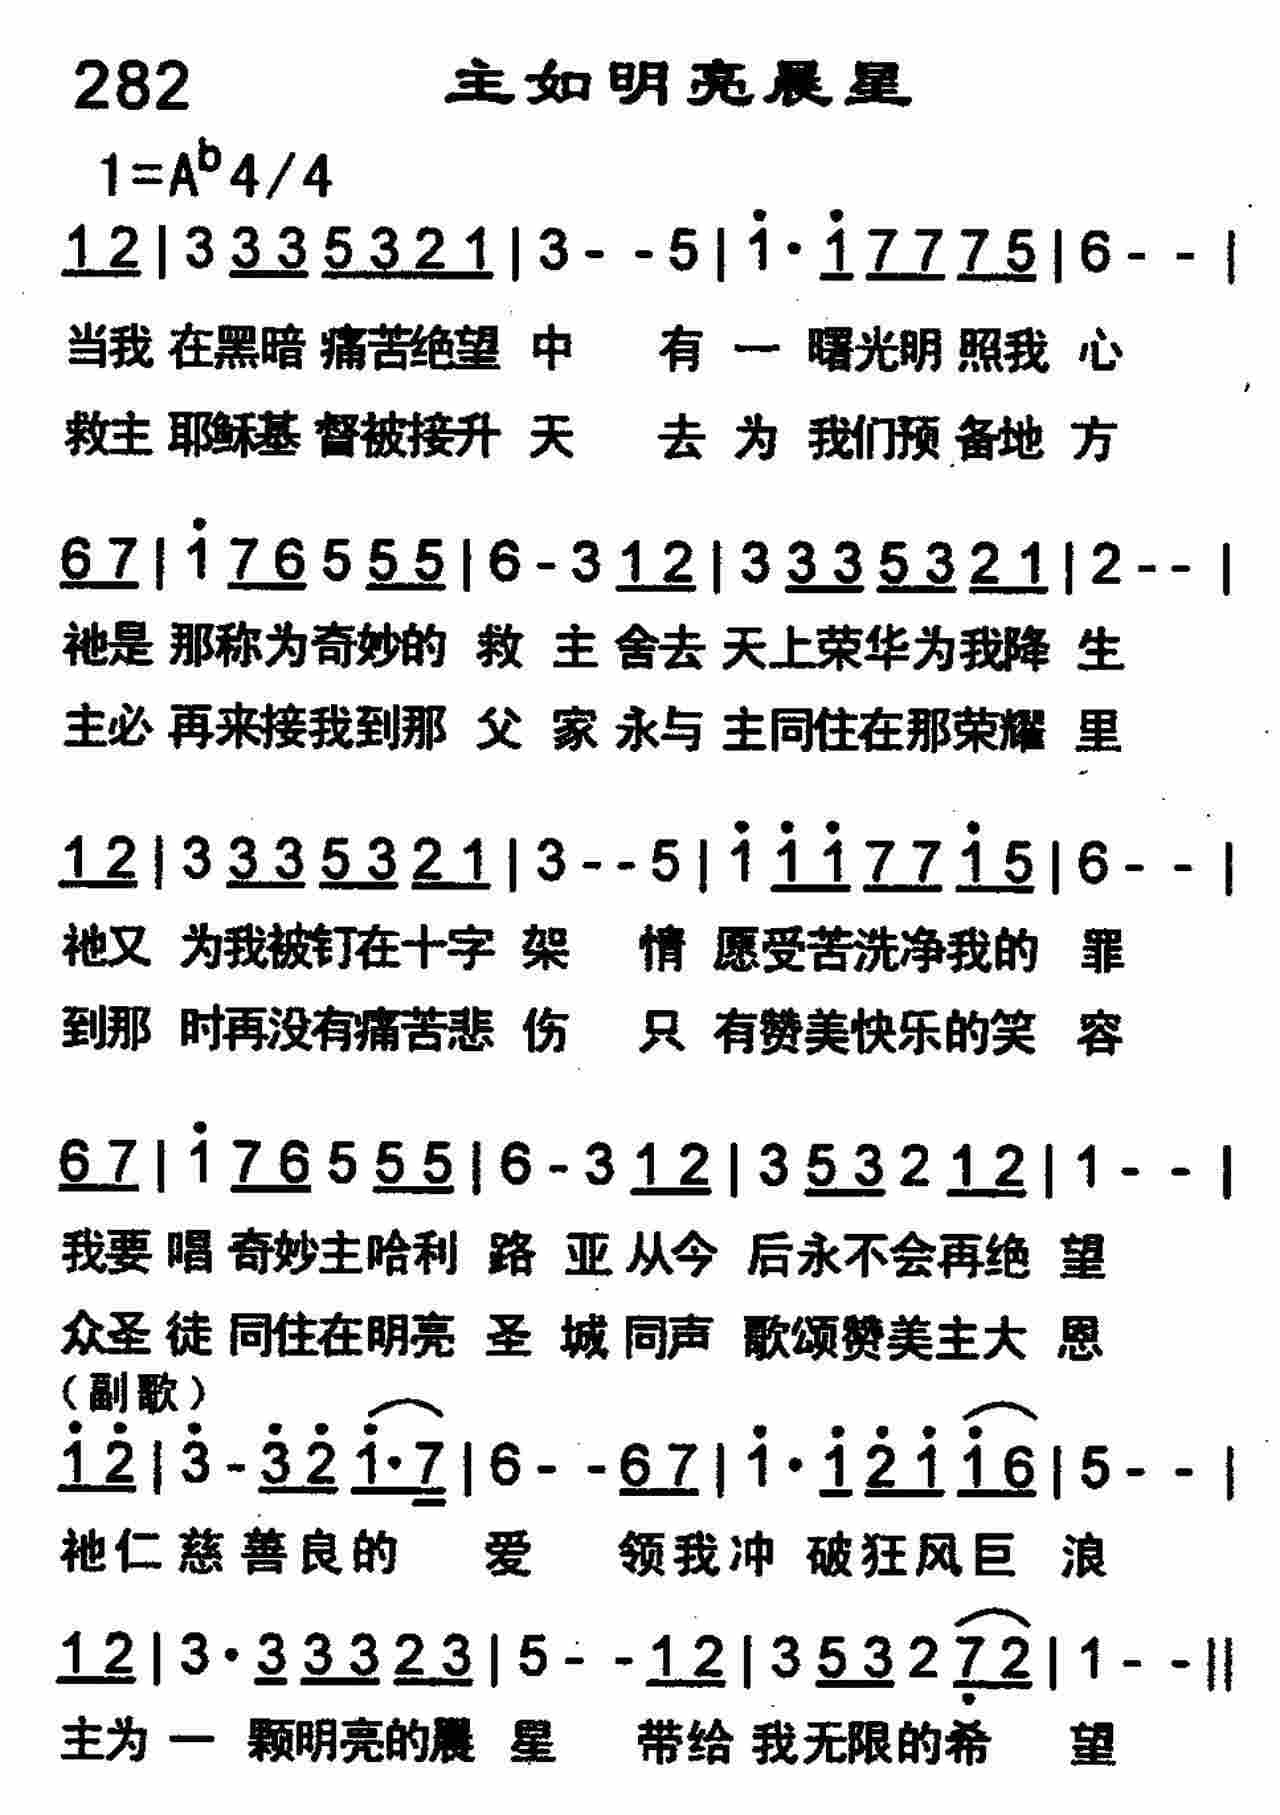 282 主如明亮晨星
1=A♭4/4
12|3 33 5321|3--5|i·i 77 75|6--|
当我在黑暗痛苦绝望中 有一曙光明照我心
救主耶稣基督被接升天 去为我们预备地方
67|i 76 5 55|6-3 12|3 33 53 21|2--|
祂是那称为奇妙的救主舍去天上荣华为我降生
主必再来接我到那父家永与主同住在那荣耀里
12|3 33 53 21|3--5|i ii 77 i5|6--|
祂又为我被钉在十字架 情愿受苦洗净我的罪
到那时再没有痛苦悲伤 只有赞美快乐的笑容
67|i 76 5 55|6-3 12|3 53 2 12|1--|
我要唱奇妙主哈利路亚从今后永不会再绝望
众圣徒同住在明亮圣城同声歌颂赞美主大恩
(副歌)
i2̇|3̇-3̇2̇ i·7|6--67|i·i 2̇i i6|5--|
祂仁慈善良的爱 领我冲破狂风巨浪
12|3·3 33 23|5--12|3 53 2 7̣2|1--||
主为一颗明亮的晨星 带给我无限的希望